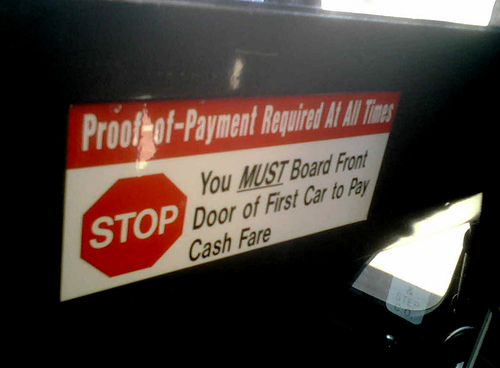 Proof-of-Payment Required At All Times
STOP
You MUST Board Front
Door of First Car to Pay
Cash Fare